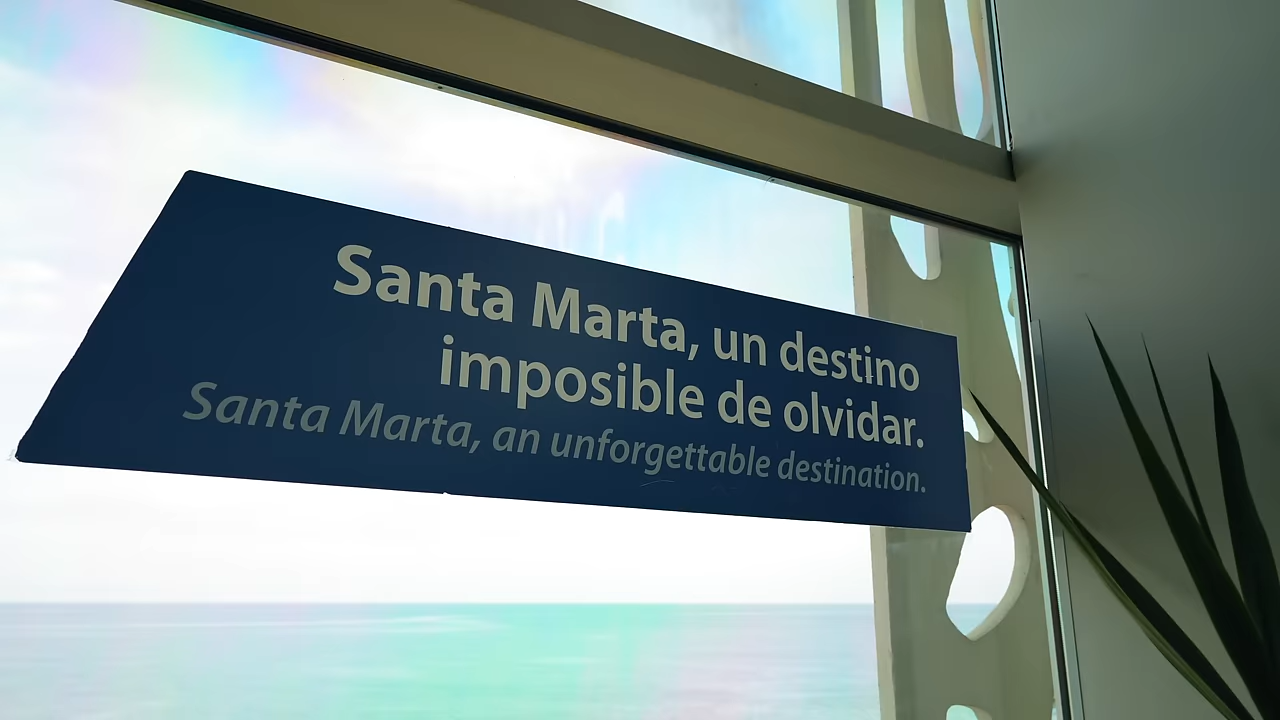 Santa Marta, un destino
imposible de olvidar.
Santa Marta, an unforgettable destination.